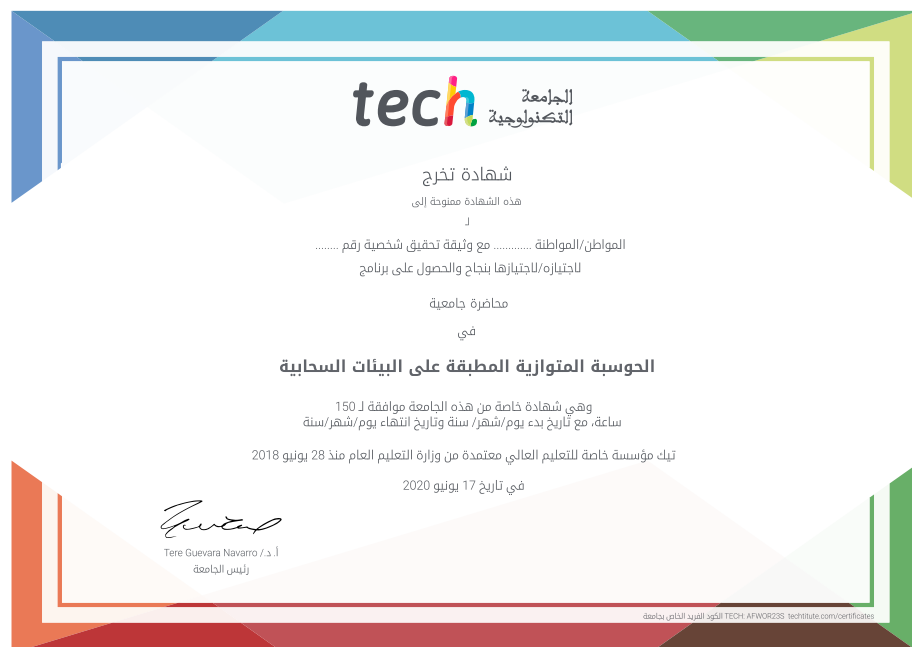 tech
الجامعة
التكنولوجية
شهادة تخرج
هذه الشهادة ممنوحة إلى
لـ
المواطن/المواطنة ............. مع وثيقة تحقيق شخصية رقم ........
لاجتيازه/لاجتيازها بنجاح والحصول على برنامج
محاضرة جامعية
في
الحوسبة المتوازية المطبقة على البيئات السحابية
وهي شهادة خاصة من هذه الجامعة موافقة لـ 150
ساعة، مع تاريخ بدء يوم/شهر/ سنة وتاريخ انتهاء يوم/شهر/سنة
تيك مؤسسة خاصة للتعليم العالي معتمدة من وزارة التعليم العام منذ 28 يونيو 2018
في تاريخ 17 يونيو 2020
أ. د./ Tere Guevara Navarro
رئيس الجامعة
الكود الفريد الخاص بجامعة TECH: AFWOR23S techtitute.com/certificates